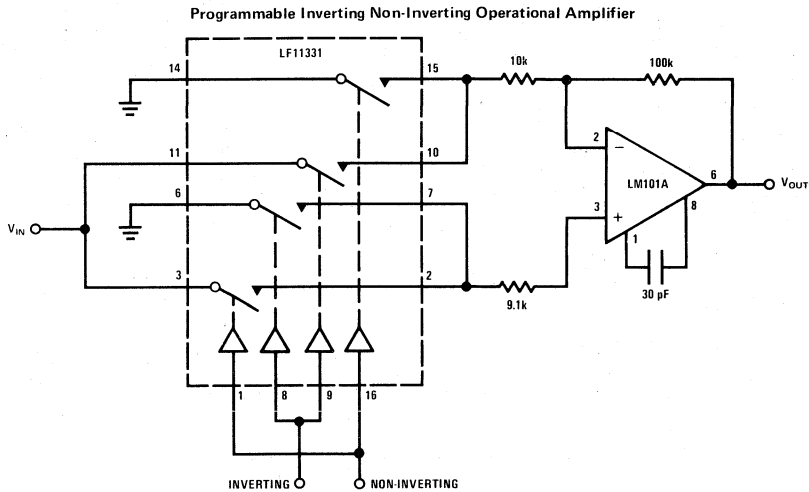 Programmable Inverting Non-Inverting Operational Amplifier
LF11331
14
15
10k
100k
11
10
2
−
LM101A
6
VOUT
6
7
3
+
1
8
VIN
3
2
9.1k
30 pF
1
8
9
16
INVERTING
NON-INVERTING